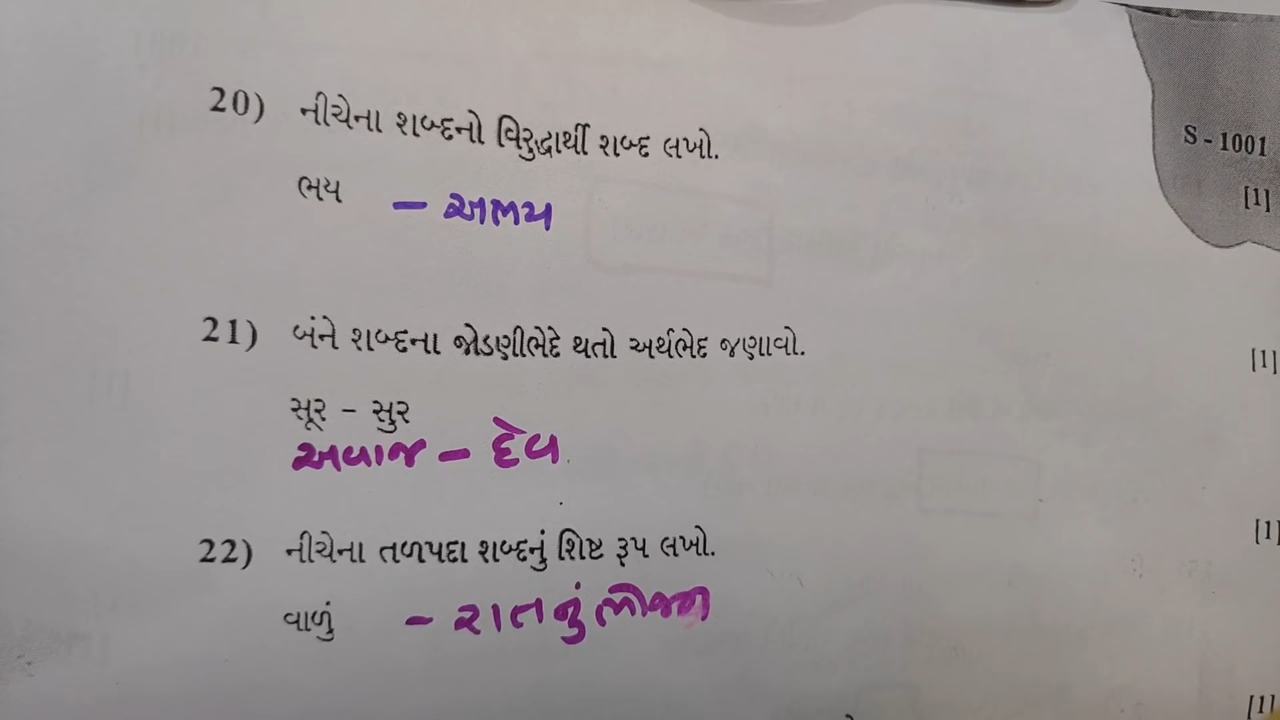 20) નીચેના શબ્દનો વિરુદ્ધાર્થી શબ્દ લખો.
S - 1001
[1]
ભય - અભય
21) બંને શબ્દના જોડણીભેદે થતો અર્થભેદ જણાવો.
[1]
સૂર - સુર
અવાજ - દેવ
22) નીચેના તળપદા શબ્દનું શિષ્ટ રૂપ લખો.
[1]
વાળું - રાતનું ભોજન
[1]